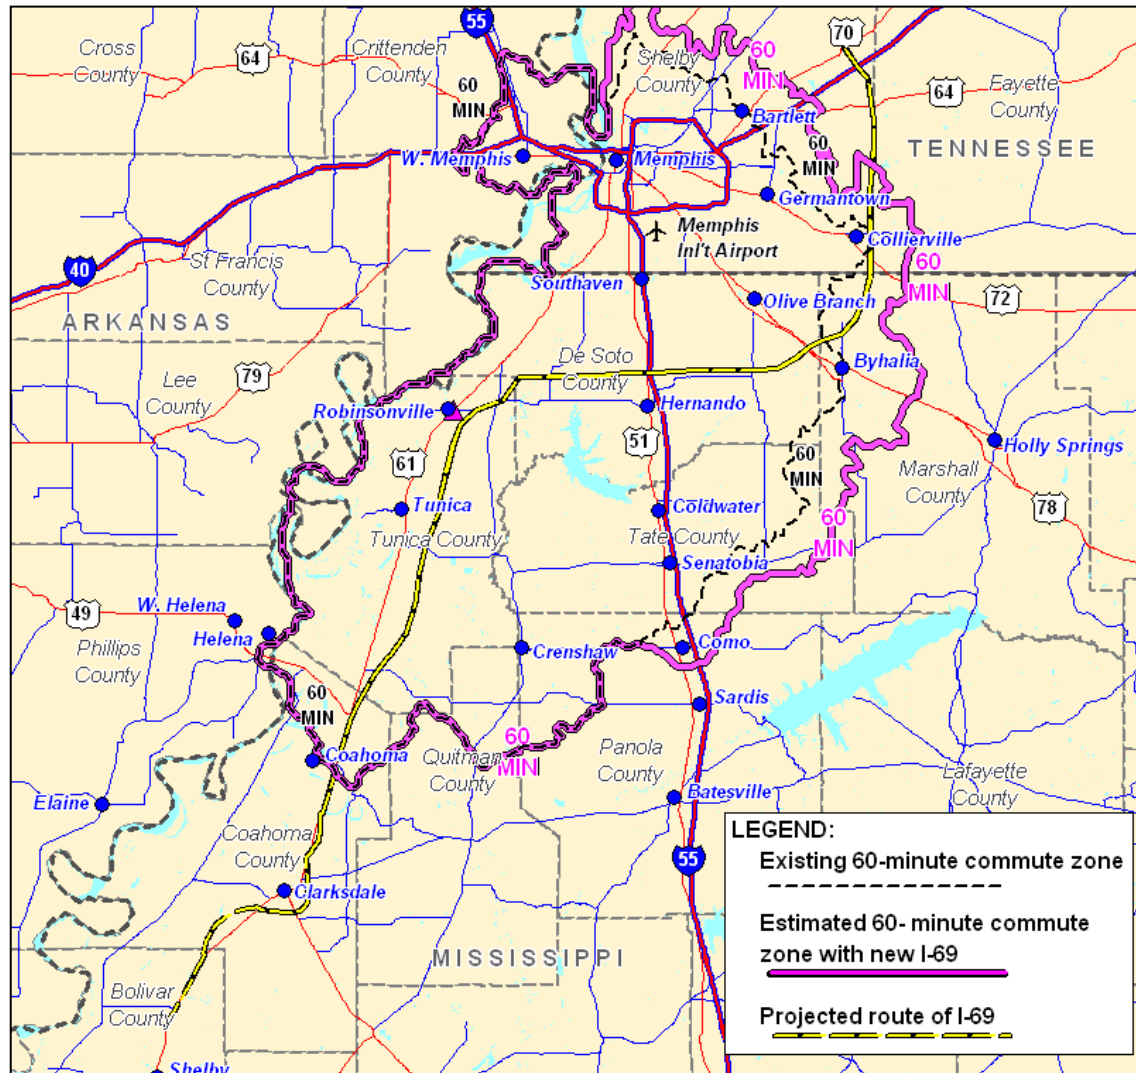 55
70
Cross
County
Crittenden
County
64
60
MIN
Shelby
County
60
MIN
64
Fayette
County
Bartlett
60
MIN
TENNESSEE
W. Memphis
Memphis
Germantown
Memphis
Int'l Airport
Collierville
40
St Francis
County
60
MIN
Southaven
Olive Branch
72
ARKANSAS
De Soto
County
Byhalia
79
Lee
County
Robinsonville
Hernando
51
Holly Springs
61
60
MIN
Marshall
County
78
Tunica
Coldwater
60
MIN
Tunica County
Tate County
Senatobia
49
W. Helena
Helena
Phillips
County
Crenshaw
Como
60
MIN
Sardis
60
MIN
Quitman
County
Panola
County
Coahoma
Elaine
Batesville
Lafayette
County
Coahoma
County
55
Clarksdale
MISSISSIPPI
Bolivar
County
Shelby
LEGEND:
Existing 60-minute commute zone
Estimated 60- minute commute
zone with new I-69
Projected route of I-69